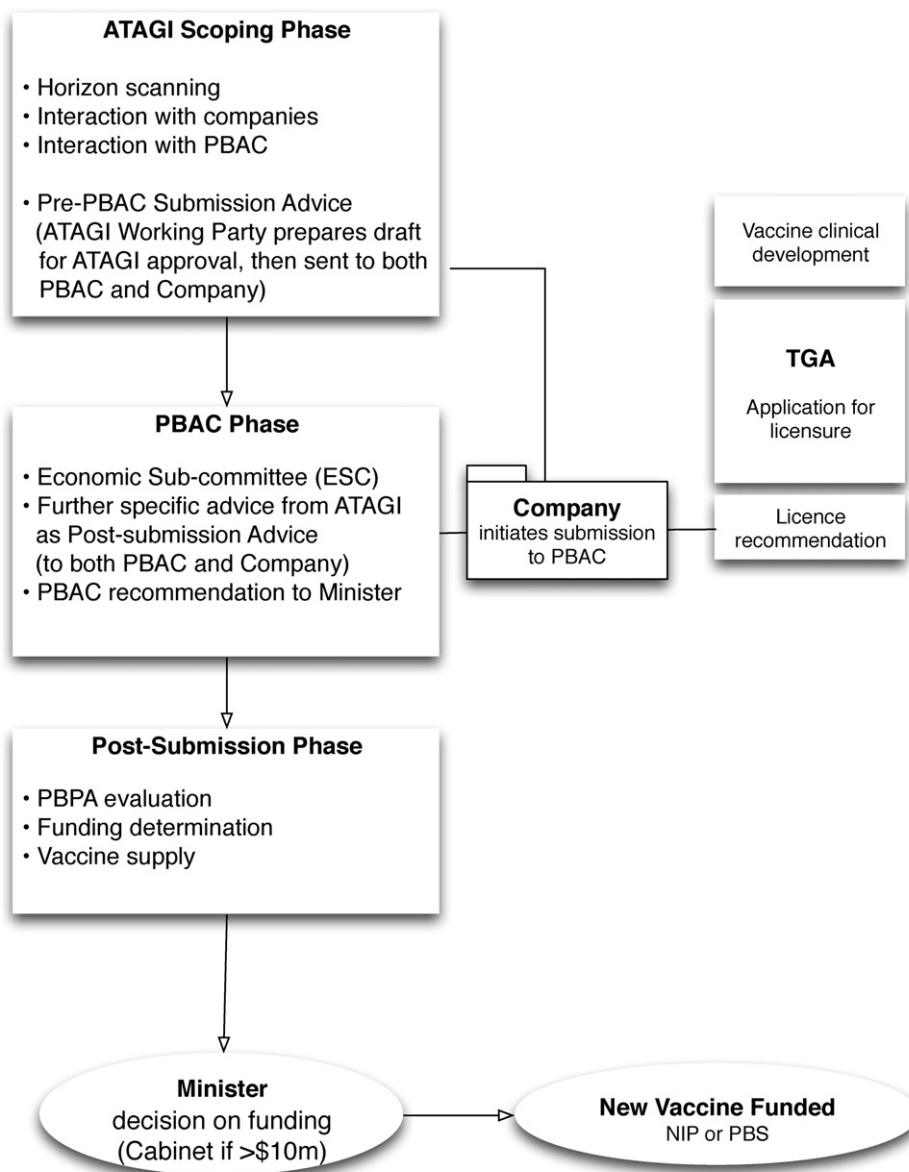 ATAGI Scoping Phase
• Horizon scanning
• Interaction with companies
• Interaction with PBAC
• Pre-PBAC Submission Advice
(ATAGI Working Party prepares draft
for ATAGI approval, then sent to both
PBAC and Company)
PBAC Phase
• Economic Sub-committee (ESC)
• Further specific advice from ATAGI
as Post-submission Advice
(to both PBAC and Company)
• PBAC recommendation to Minister
Company
initiates submission
to PBAC
Vaccine clinical
development
TGA
Application for
licensure
Licence
recommendation
Post-Submission Phase
• PBPA evaluation
• Funding determination
• Vaccine supply
Minister
decision on funding
(Cabinet if >$10m)
New Vaccine Funded
NIP or PBS